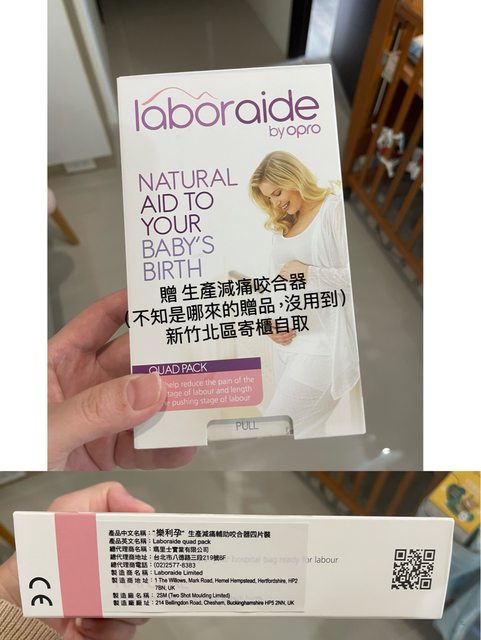 laboraide
by opro
NATURAL
AID TO
YOUR
BABY'S
BIRTH
贈 生產減痛咬合器
（不知是哪來的贈品，沒用到）
新竹北區寄櫃自取
QUAD PACK
help reduce the pain of the
stage of labour and length
pushing stage of labour
PULL
產品中文名稱："樂利孕" 生產減痛輔助咬合器四片裝
產品英文名稱：Laboraide quad pack
總代理商名稱：瑪里士實業有限公司
總代理商地址：台北市八德路三段219號6F
總代理商電話：(02)2577-8383
hospital bag ready for labour
製造商名稱：Laboraide Limited
製造商地址：1 The Willows, Mark Road, Hemel Hempstead, Hertfordshire, HP2
7BN, UK
製造廠名稱：2SM (Two Shot Moulding Limited)
製造廠廠址：214 Bellingdon Road, Chesham, Buckinghamshire HP5 2NN, UK
CE